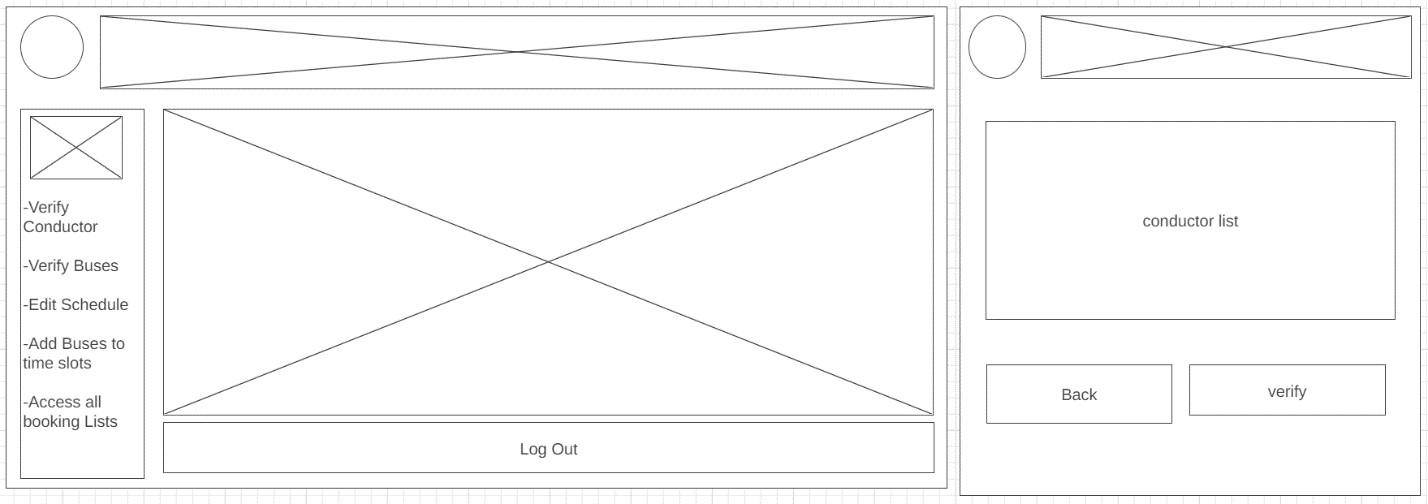 -Verify
Conductor
-Verify Buses
-Edit Schedule
-Add Buses to
time slots
-Access all
booking Lists
Log Out
conductor list
Back
verify